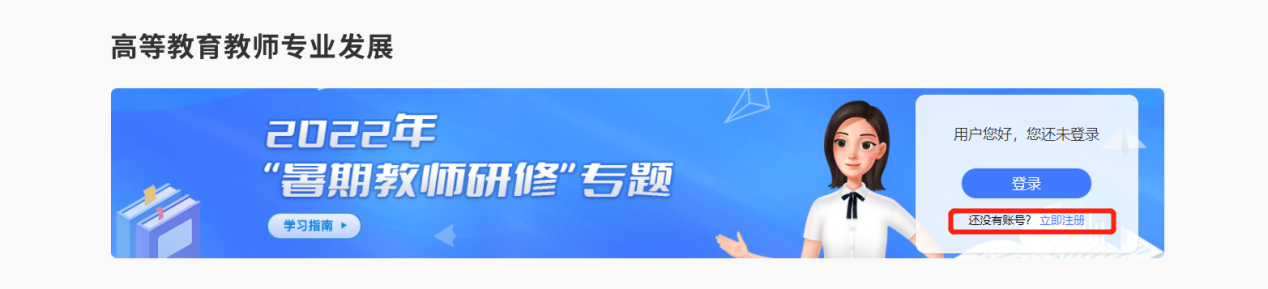 高等教育教师专业发展
2022年
“暑期教师研修”专题
学习指南
用户您好，您还未登录
登录
还没有账号？ 立即注册